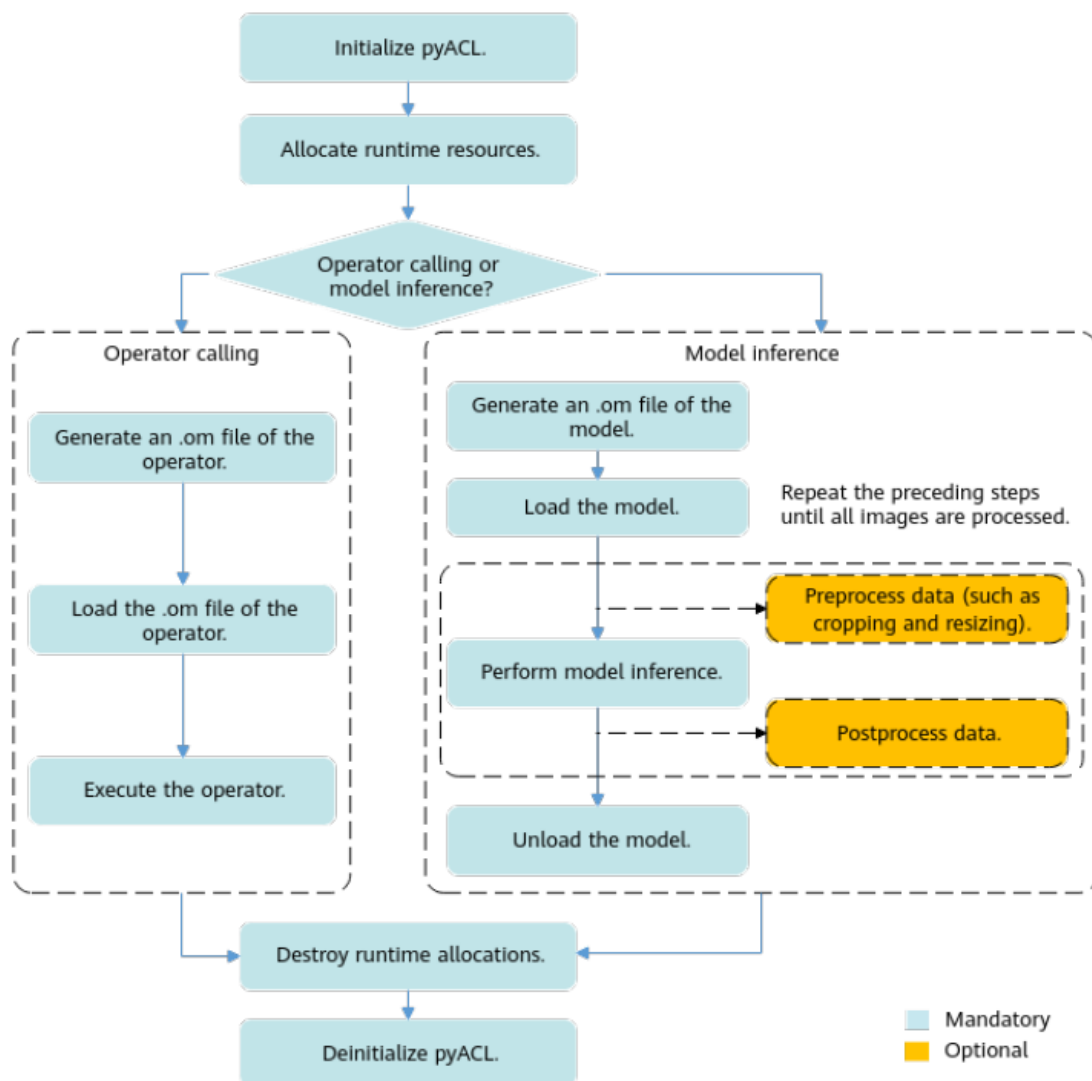 Initialize pyACL.
Allocate runtime resources.
Operator calling or
model inference?
Operator calling
Generate an .om file of the
operator.
Load the .om file of the
operator.
Execute the operator.
Model inference
Generate an .om file of the
model.
Load the model.
Repeat the preceding steps
until all images are processed.
Preprocess data (such as
cropping and resizing).
Perform model inference.
Postprocess data.
Unload the model.
Destroy runtime allocations.
Deinitialize pyACL.
Mandatory
Optional